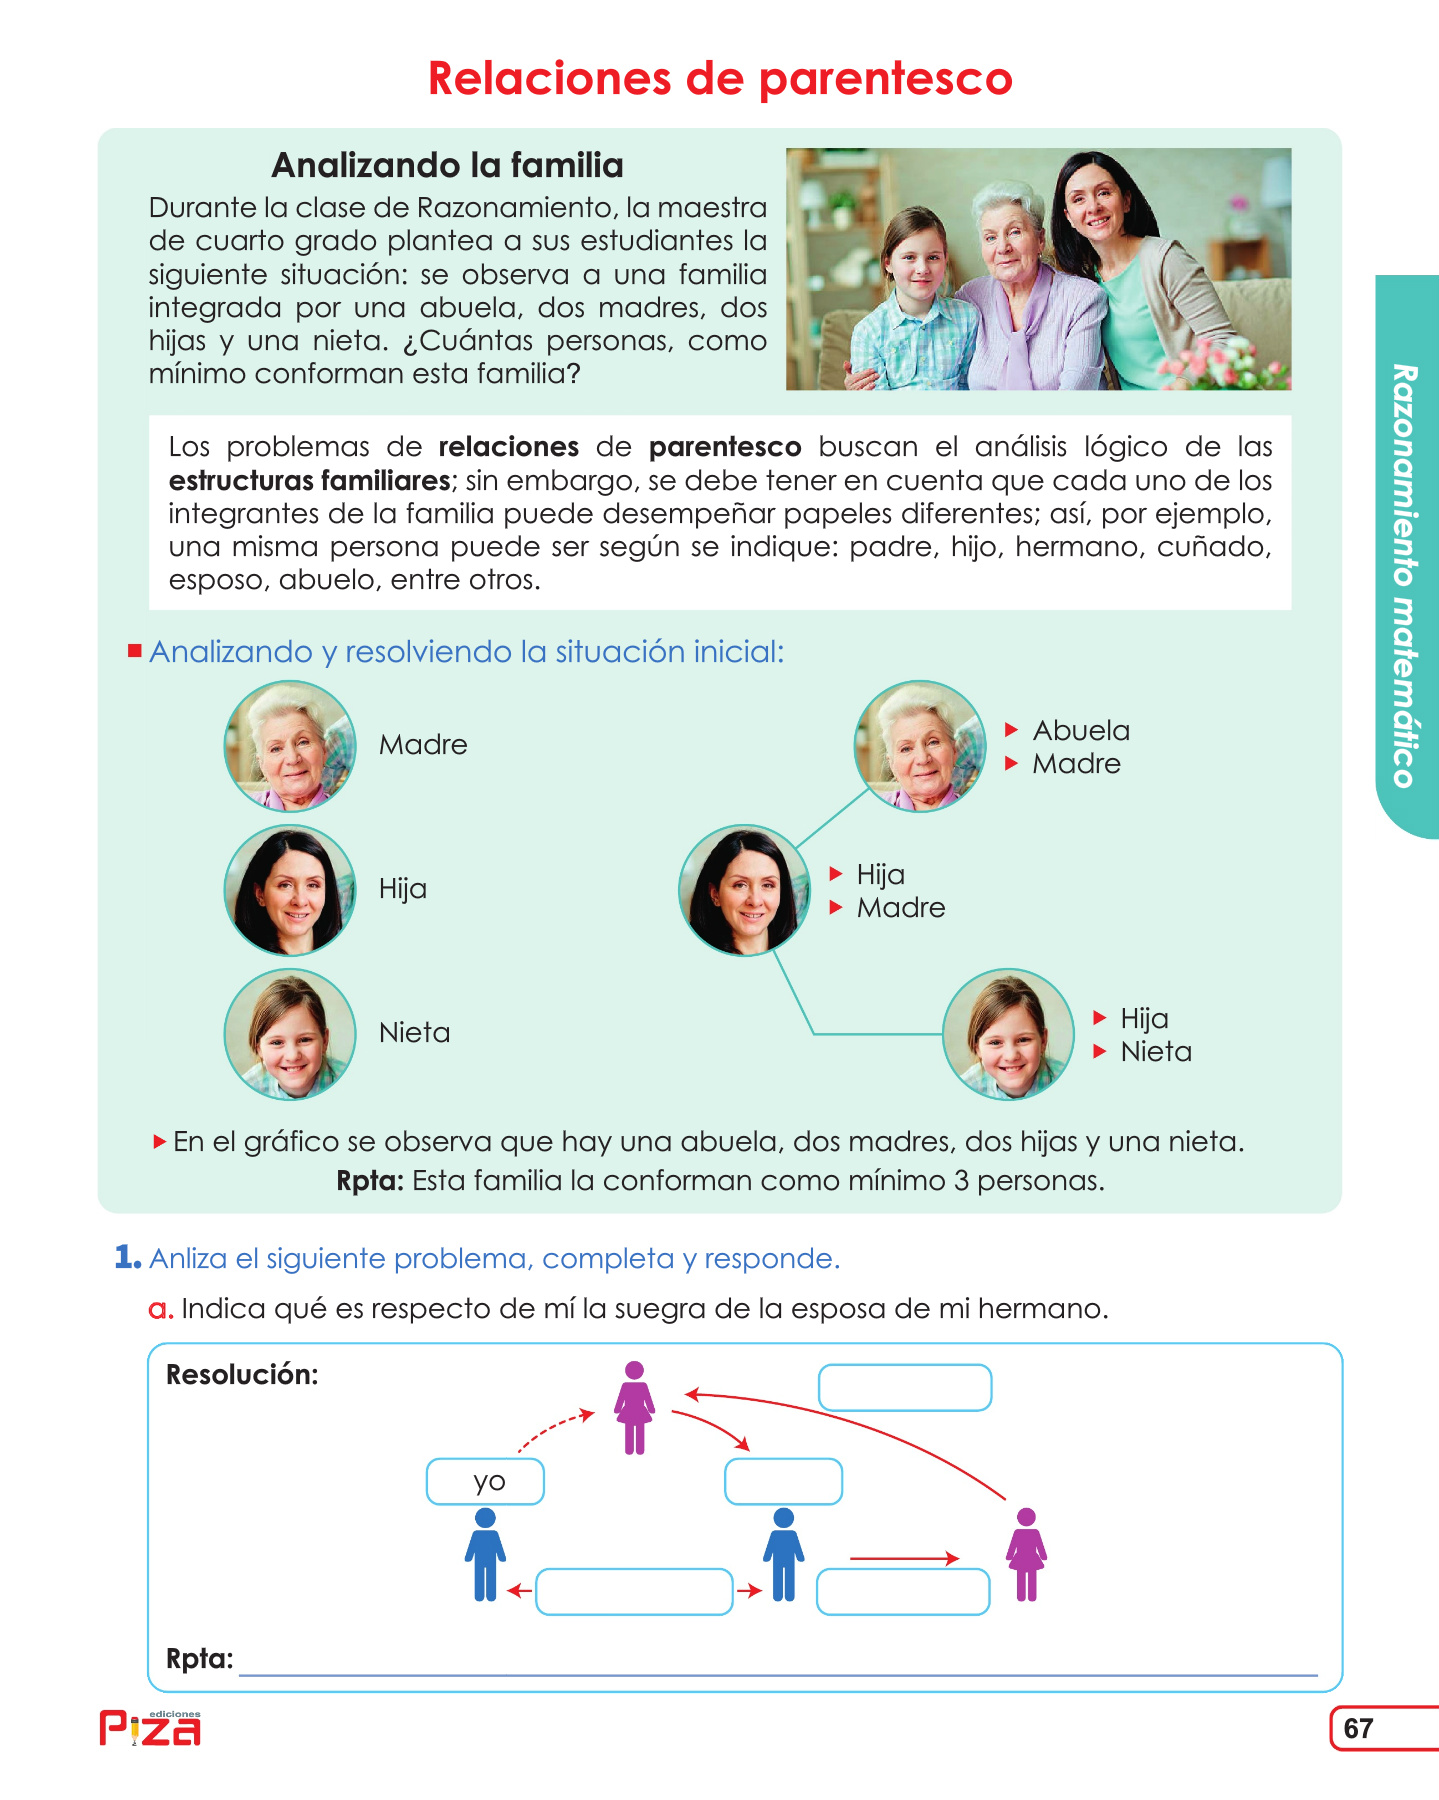 Relaciones de parentesco
Analizando la familia
Durante la clase de Razonamiento, la maestra
de cuarto grado plantea a sus estudiantes la
siguiente situación: se observa a una familia
integrada por una abuela, dos madres, dos
hijas y una nieta. ¿Cuántas personas, como
mínimo conforman esta familia?
Los problemas de relaciones de parentesco buscan el análisis lógico de las
estructuras familiares; sin embargo, se debe tener en cuenta que cada uno de los
integrantes de la familia puede desempeñar papeles diferentes; así, por ejemplo,
una misma persona puede ser según se indique: padre, hijo, hermano, cuñado,
esposo, abuelo, entre otros.
Analizando y resolviendo la situación inicial:
Madre
Hija
Nieta
Abuela
Madre
Hija
Madre
Hija
Nieta
En el gráfico se observa que hay una abuela, dos madres, dos hijas y una nieta.
Rpta: Esta familia la conforman como mínimo 3 personas.
1. Anliza el siguiente problema, completa y responde.
a. Indica qué es respecto de mí la suegra de la esposa de mi hermano.
Resolución:
yo
Rpta:
Razonamiento matemático
ediciones
Piza
67